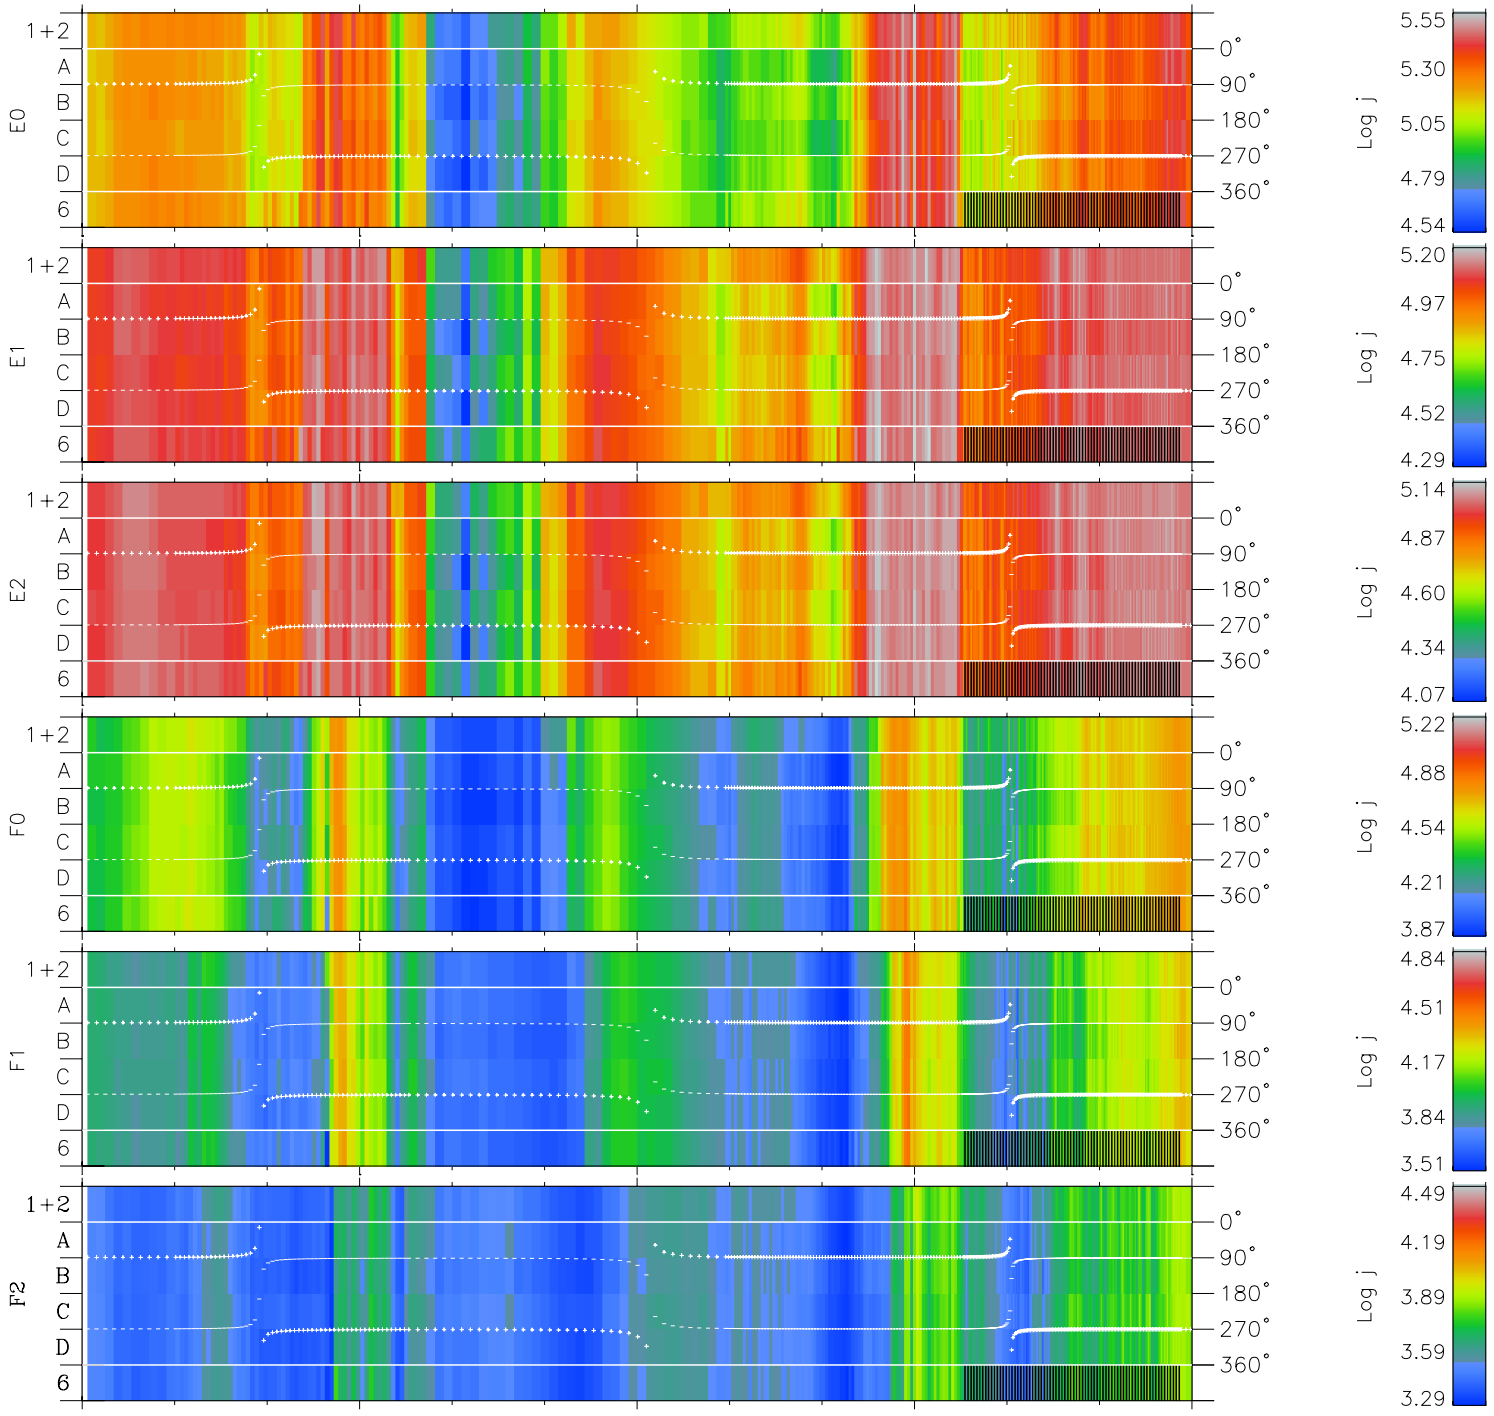 E0
1+2
A
B
C
D
6
0°
90°
180°
270°
360°
Log j
5.55
5.30
5.05
4.79
4.54
E1
1+2
A
B
C
D
6
0°
90°
180°
270°
360°
Log j
5.20
4.97
4.75
4.52
4.29
E2
1+2
A
B
C
D
6
0°
90°
180°
270°
360°
Log j
5.14
4.87
4.60
4.34
4.07
F0
1+2
A
B
C
D
6
0°
90°
180°
270°
360°
Log j
5.22
4.88
4.54
4.21
3.87
F1
1+2
A
B
C
D
6
0°
90°
180°
270°
360°
Log j
4.84
4.51
4.17
3.84
3.51
F2
1+2
A
B
C
D
6
0°
90°
180°
270°
360°
Log j
4.49
4.19
3.89
3.59
3.29